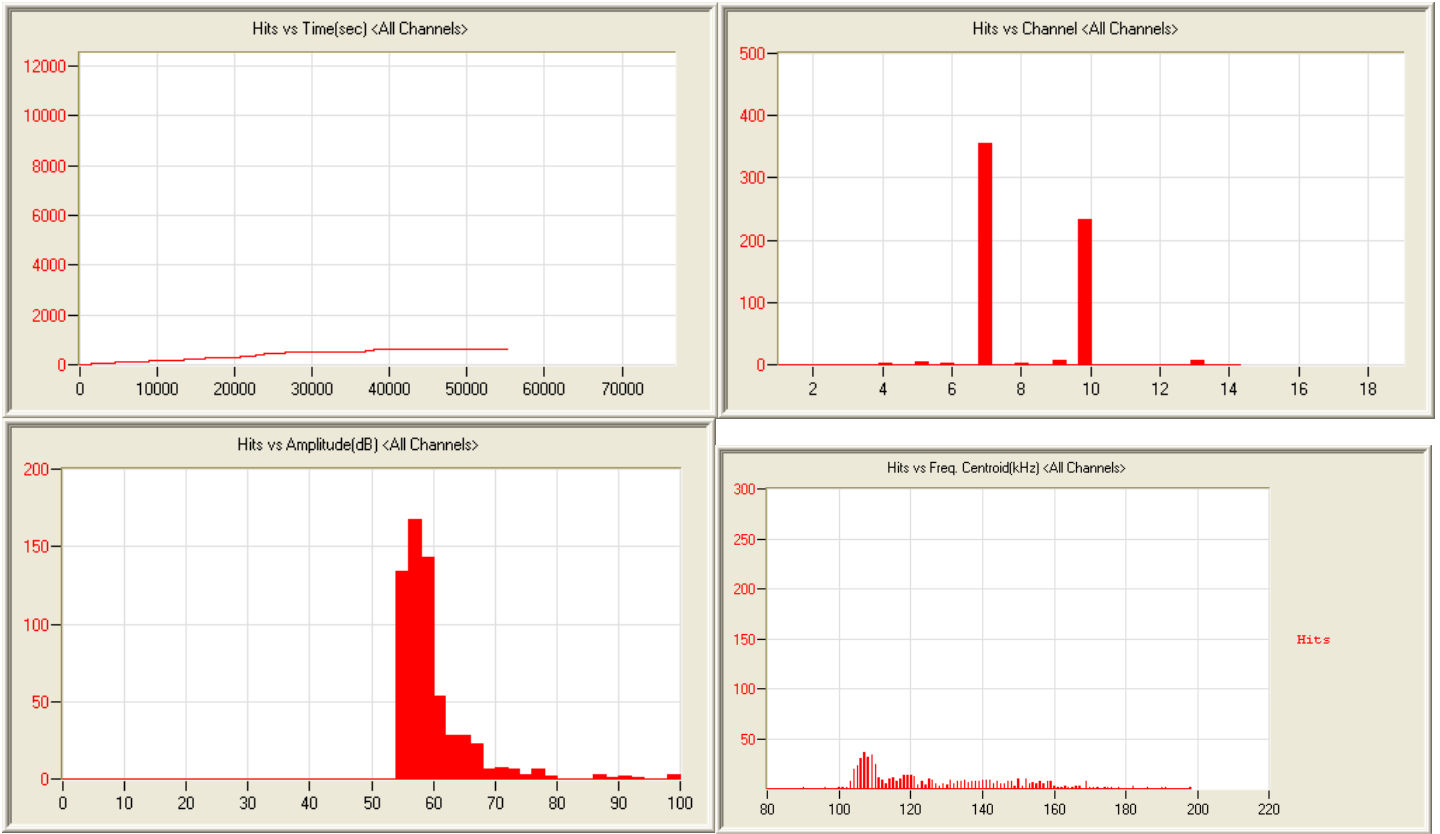 Hits vs Time(sec) <All Channels>
12000
10000
8000
6000
4000
2000
0
0 10000 20000 30000 40000 50000 60000 70000
Hits vs Channel <All Channels>
500
400
300
200
100
0
2 4 6 8 10 12 14 16 18
Hits vs Amplitude(dB) <All Channels>
200
150
100
50
0
0 10 20 30 40 50 60 70 80 90 100
Hits vs Freq. Centroid(kHz) <All Channels>
300
250
200
150
100
50
80 100 120 140 160 180 200 220
Hits